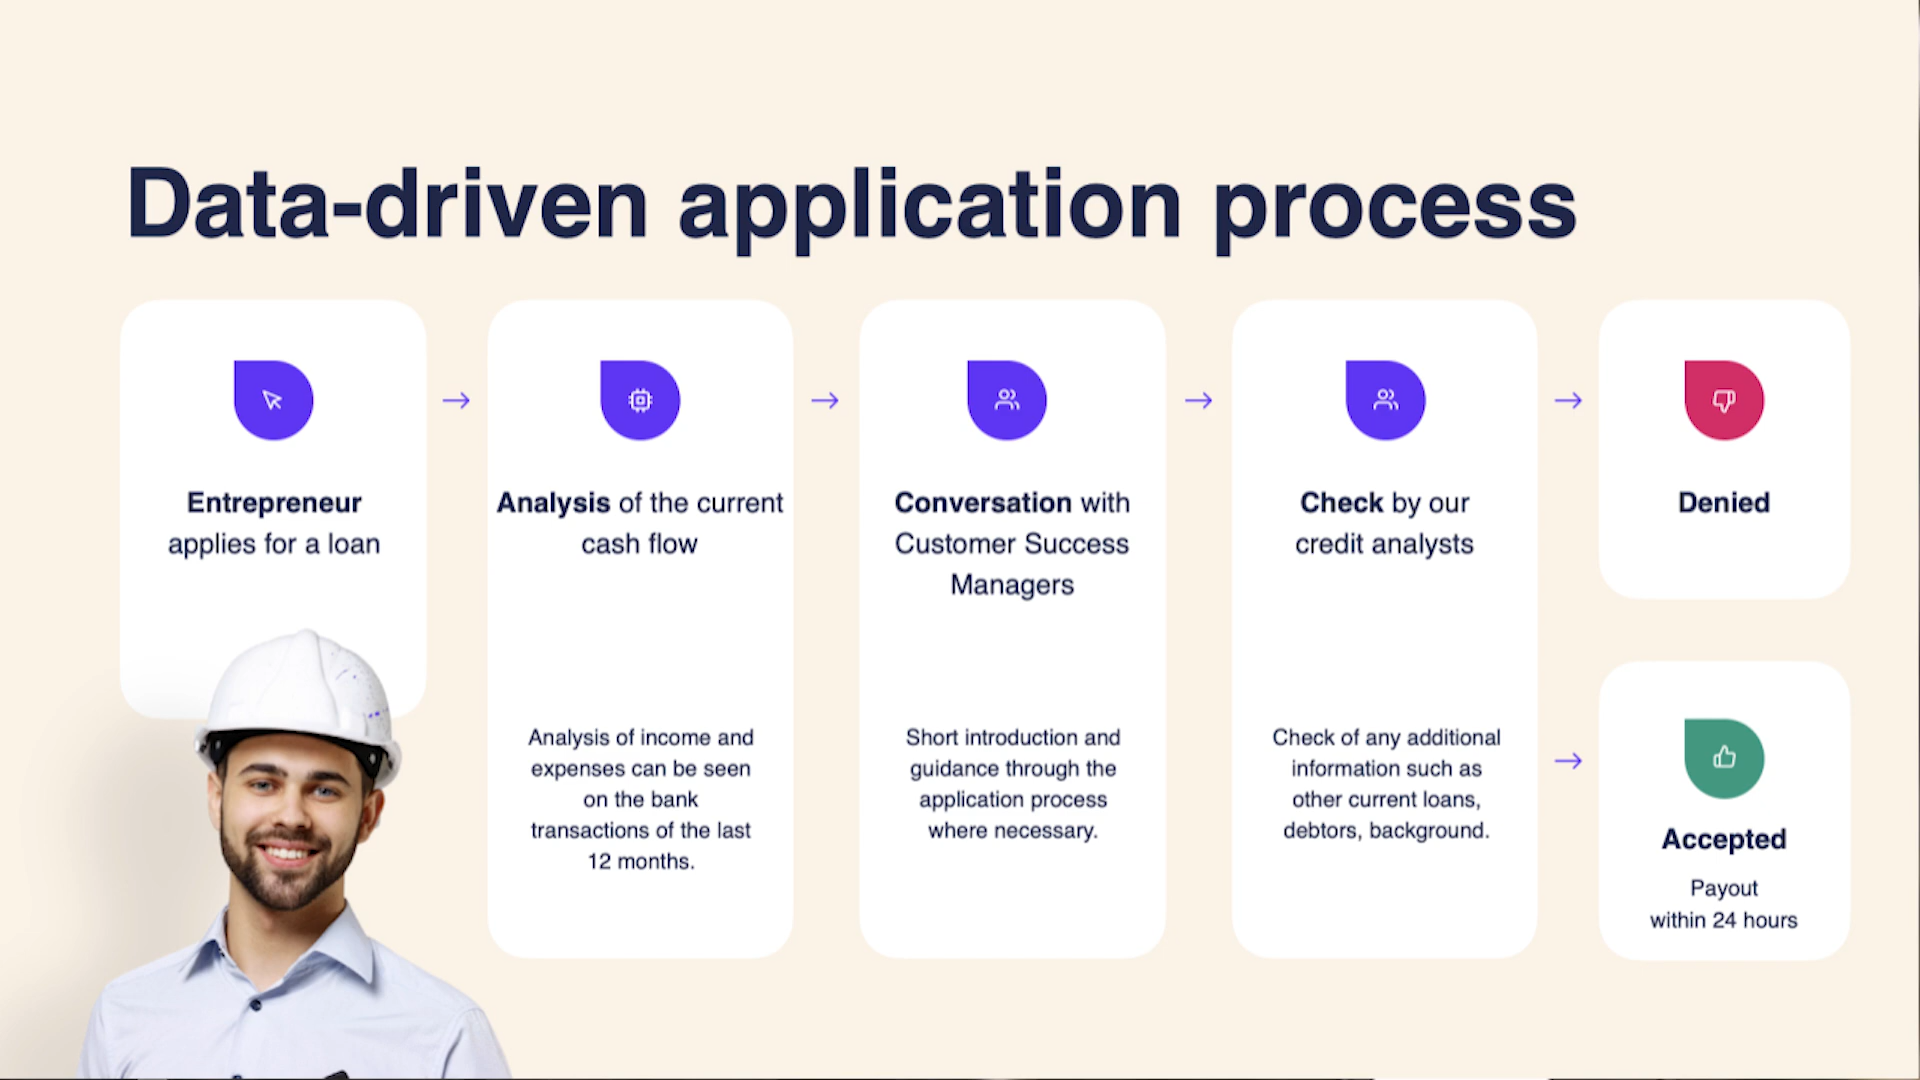 Data-driven application process
Entrepreneur
applies for a loan
Analysis of the current
cash flow
Analysis of income and
expenses can be seen
on the bank
transactions of the last
12 months.
Conversation with
Customer Success
Managers
Short introduction and
guidance through the
application process
where necessary.
Check by our
credit analysts
Check of any additional
information such as
other current loans,
debtors, background.
Denied
Accepted
Payout
within 24 hours